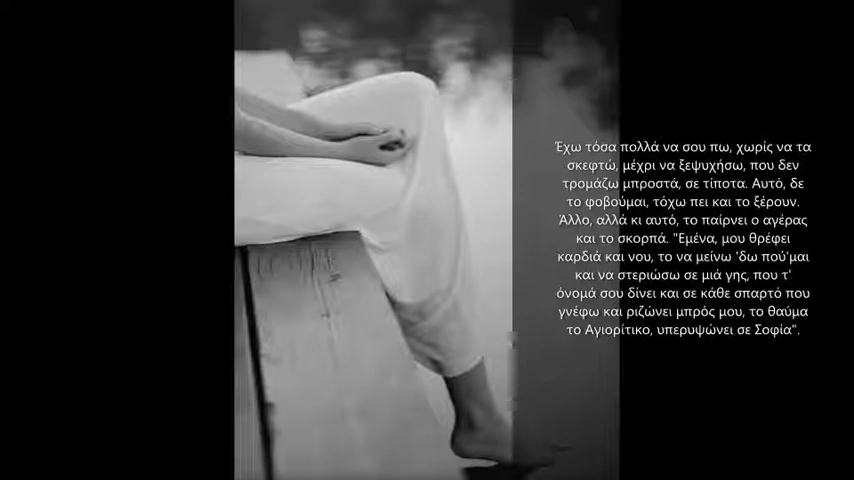 Έχω τόσα πολλά να σου πω, χωρίς να τα
σκεφτώ, μέχρι να ξεψυχήσω, που δεν
τρομάζω μπροστά, σε τίποτα. Αυτό, δε
το φοβούμαι, τόχω πει και το ξέρουν.
Άλλο, αλλά κι αυτό, το παίρνει ο αγέρας
και το σκορπά. "Εμένα, μου θρέφει
καρδιά και νου, το να μείνω 'δω πού'μαι
και να στεριώσω σε μιά γης, που τ'
όνομά σου δίνει και σε κάθε σπαρτό που
γνέφω και ριζώνει μπρός μου, το θαύμα
το Αγιορίτικο, υπερυψώνει σε Σοφία".